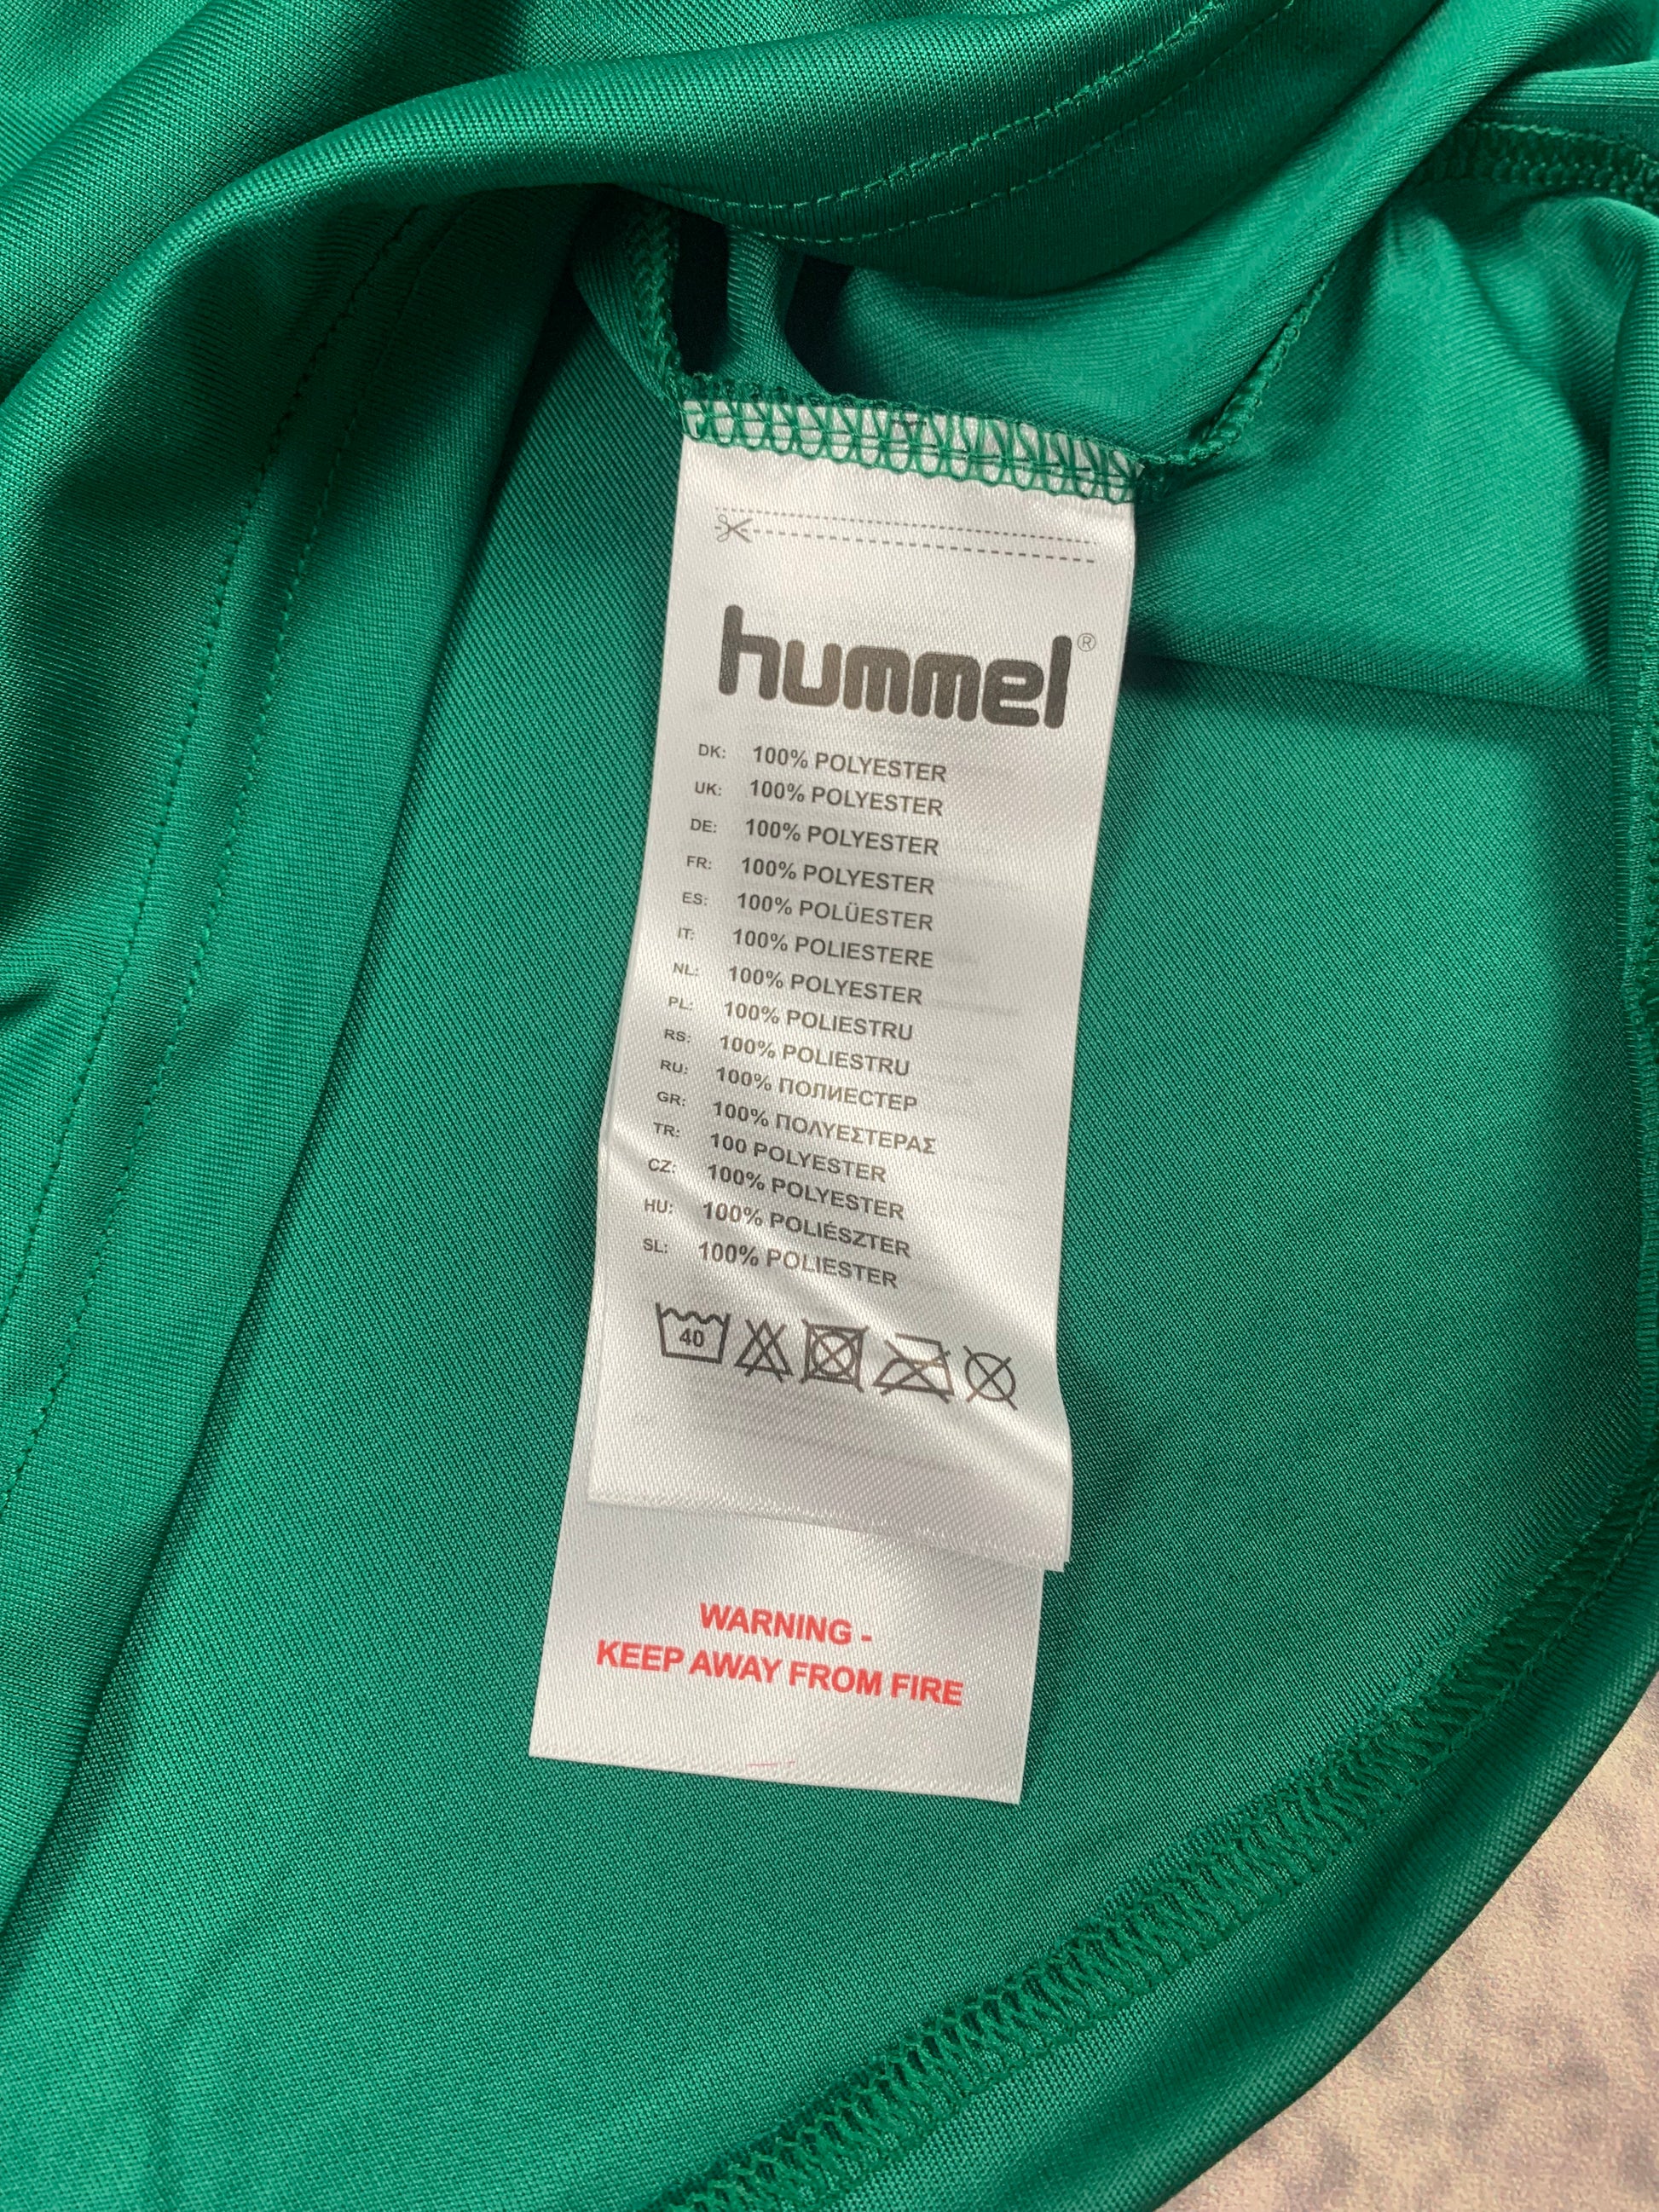 hummel®
DK: 100% POLYESTER
UK: 100% POLYESTER
DE: 100% POLYESTER
FR: 100% POLYESTER
ES: 100% POLÜESTER
IT: 100% POLIESTERE
NL: 100% POLYESTER
PL: 100% POLIESTRU
RS: 100% POLIESTRU
RU: 100% ПОЛИЕСТЕР
GR: 100% ΠΟΛΥΕΣΤΕΡΑΣ
TR: 100 POLYESTER
CZ: 100% POLYESTER
HU: 100% POLIÉSZTER
SL: 100% POLIESTER
40
WARNING -
KEEP AWAY FROM FIRE